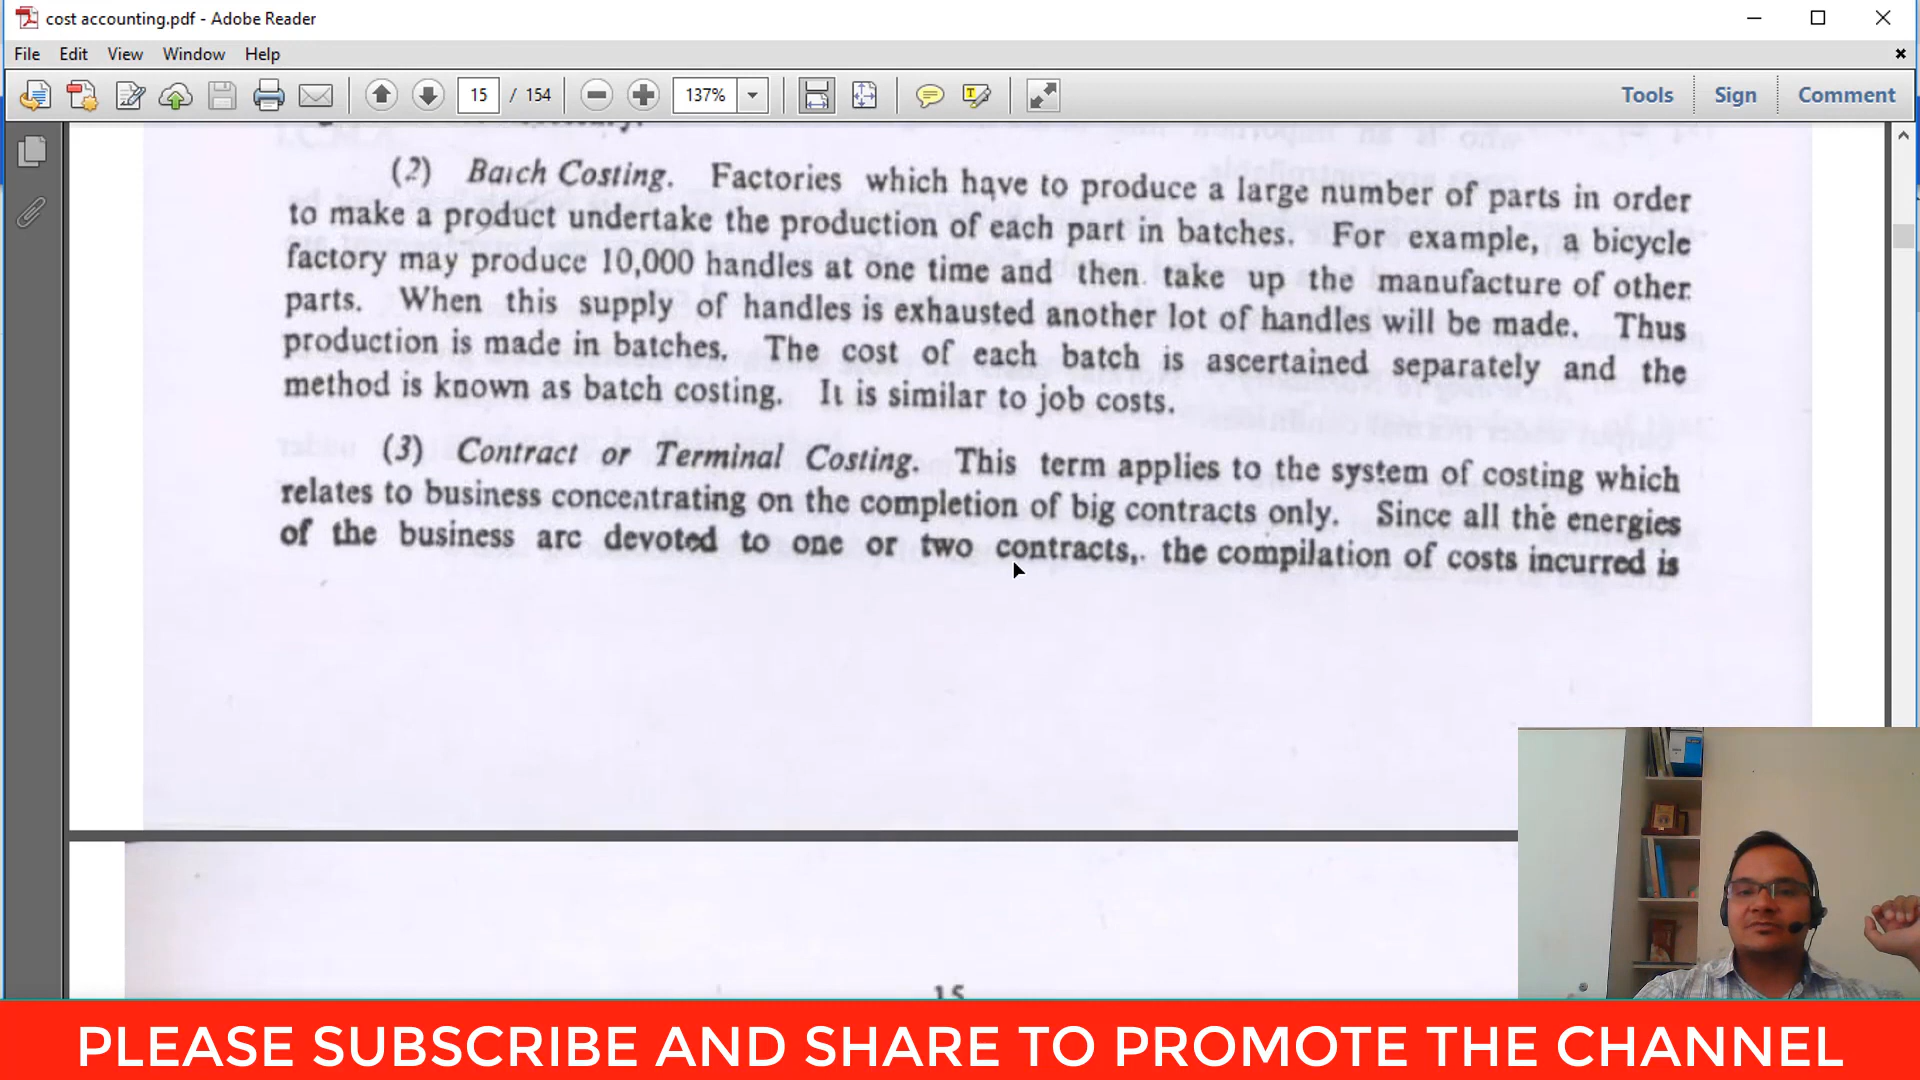 cost accounting.pdf - Adobe Reader
File Edit View Window Help
15 / 154 137% Tools Sign Comment
(2) Batch Costing. Factories which have to produce a large number of parts in order
to make a product undertake the production of each part in batches. For example, a bicycle
factory may produce 10,000 handles at one time and then take up the manufacture of other
parts. When this supply of handles is exhausted another lot of handles will be made. Thus
production is made in batches. The cost of each batch is ascertained separately and the
method is known as batch costing. It is similar to job costs.
(3) Contract or Terminal Costing. This term applies to the system of costing which
relates to business concentrating on the completion of big contracts only. Since all the energies
of the business are devoted to one or two contracts, the compilation of costs incurred is
15
PLEASE SUBSCRIBE AND SHARE TO PROMOTE THE CHANNEL